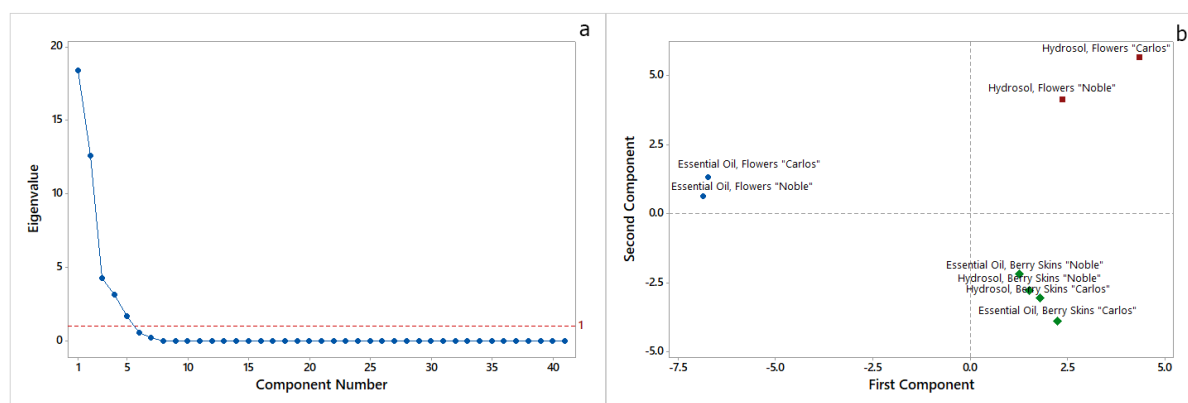 a
20
15
10
5
0
Eigenvalue
1
1
5
10
15
20
25
30
35
40
Component Number
b
Hydrosol, Flowers "Carlos"
Hydrosol, Flowers "Noble"
Essential Oil, Flowers "Carlos"
Essential Oil, Flowers "Noble"
Essential Oil, Berry Skins "Noble"
Hydrosol, Berry Skins "Noble"
Hydrosol, Berry Skins "Carlos"
Essential Oil, Berry Skins "Carlos"
5.0
2.5
0.0
-2.5
-5.0
Second Component
-7.5
-5.0
-2.5
0.0
2.5
5.0
First Component